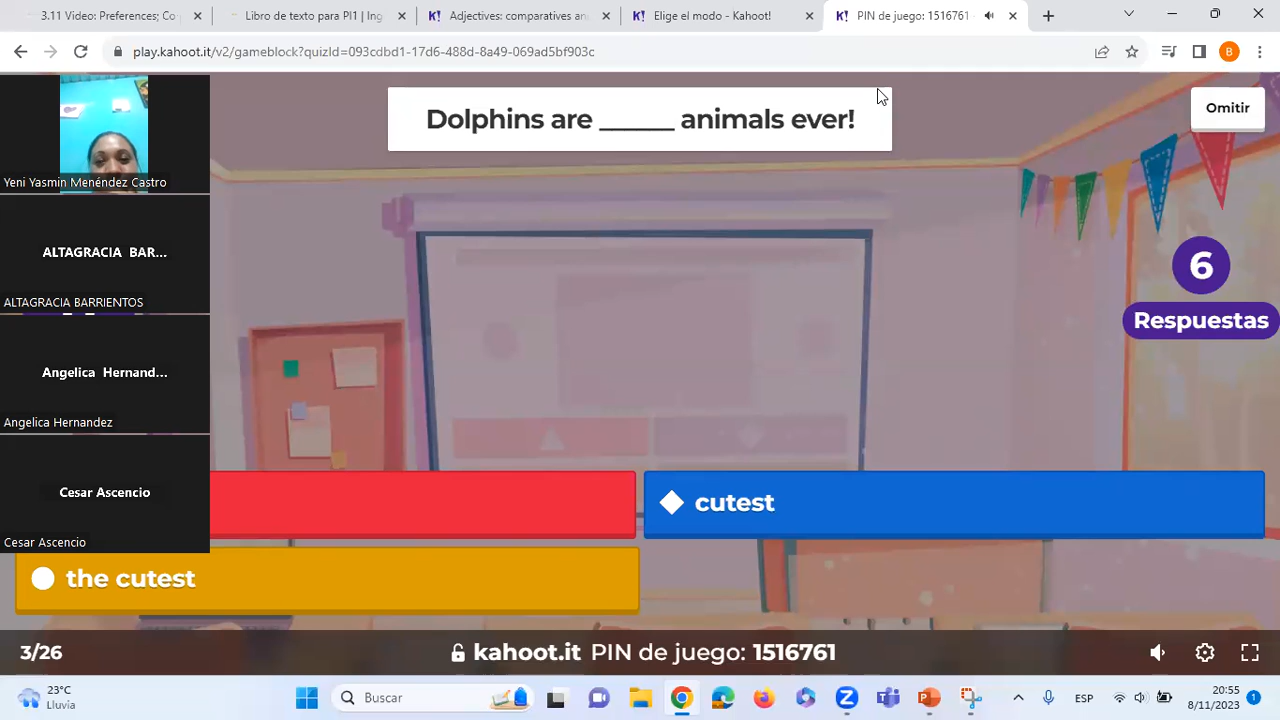 3.11 Video: Preferences; Co
Libro de texto para PI1 | Ing
Adjectives: comparatives an
Elige el modo - Kahoot!
PIN de juego: 1516761
play.kahoot.it/v2/gameblock?quizId=093cdbd1-17d6-488d-8a49-069ad5bf903c
B
Dolphins are ______ animals ever!
Omitir
Yeni Yasmin Menéndez Castro
ALTAGRACIA BAR...
ALTAGRACIA BARRIENTOS
6
Respuestas
Angelica Hernand...
Angelica Hernandez
Cesar Ascencio
Cesar Ascencio
cutest
the cutest
3/26
kahoot.it PIN de juego: 1516761
23°C
Lluvia
Buscar
ESP
20:55
8/11/2023
1